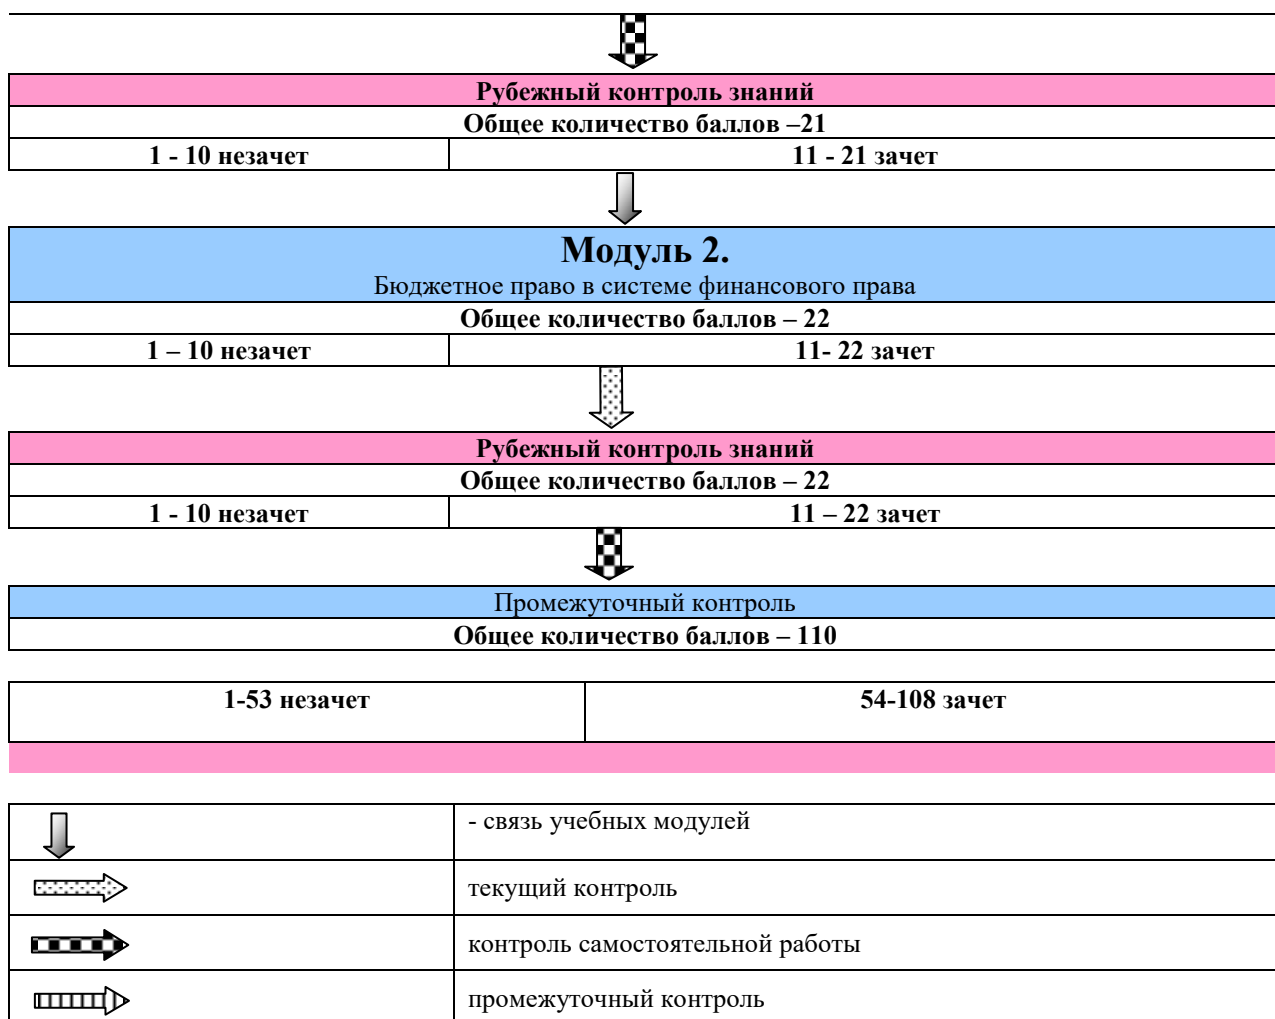 Рубежный контроль знаний
Общее количество баллов –21
1 - 10 незачет 11 - 21 зачет
Модуль 2.
Бюджетное право в системе финансового права
Общее количество баллов – 22
1 – 10 незачет 11- 22 зачет
Рубежный контроль знаний
Общее количество баллов – 22
1 - 10 незачет 11 – 22 зачет
Промежуточный контроль
Общее количество баллов – 110
1-53 незачет 54-108 зачет
- связь учебных модулей
текущий контроль
контроль самостоятельной работы
промежуточный контроль